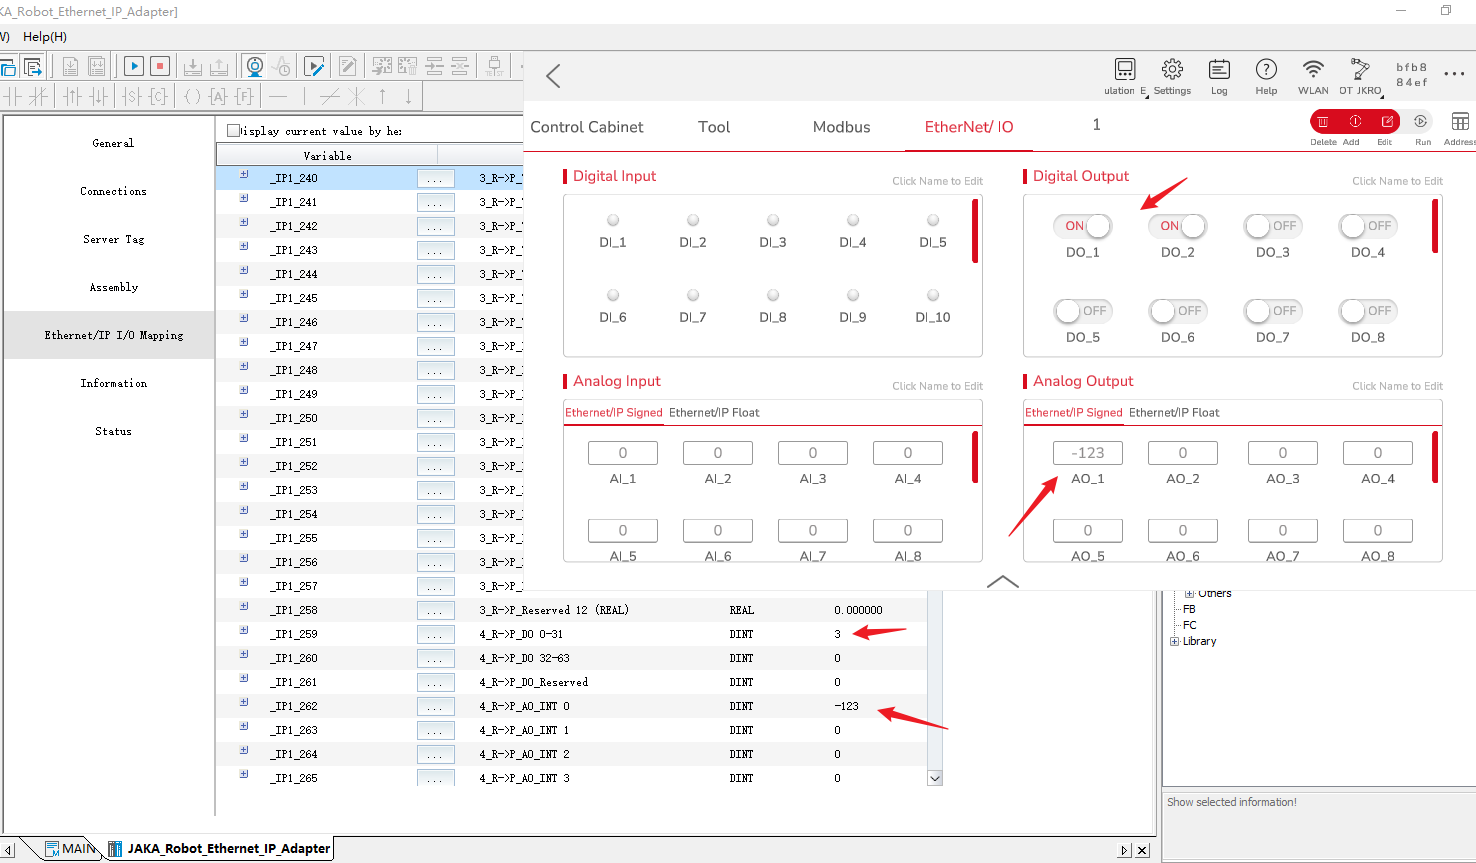 KA_Robot_Ethernet_IP_Adapter]
W) Help(H)
ulation E Settings Log Help WLAN OT JKRO bfb8 84ef
Control Cabinet Tool Modbus EtherNet/ IO 1
Delete Add Edit Run Address
General
Connections
Server Tag
Assembly
Ethernet/IP I/O Mapping
Information
Status
Display current value by he:
Variable
_IP1_240 ... 3_R->P_
_IP1_241 ... 3_R->P_
_IP1_242 ... 3_R->P_
_IP1_243 ... 3_R->P_
_IP1_244 ... 3_R->P_
_IP1_245 ... 3_R->P_
_IP1_246 ... 3_R->P_
_IP1_247 ... 3_R->P_
_IP1_248 ... 3_R->P_
_IP1_249 ... 3_R->P_
_IP1_250 ... 3_R->P_
_IP1_251 ... 3_R->P_
_IP1_252 ... 3_R->P_
_IP1_253 ... 3_R->P_
_IP1_254 ... 3_R->P_
_IP1_255 ... 3_R->P_
_IP1_256 ... 3_R->P_
_IP1_257 ... 3_R->P_
_IP1_258 ... 3_R->P_Reserved 12 (REAL) REAL 0.000000
_IP1_259 ... 4_R->P_DO 0-31 DINT 3
_IP1_260 ... 4_R->P_DO 32-63 DINT 0
_IP1_261 ... 4_R->P_DO_Reserved DINT 0
_IP1_262 ... 4_R->P_AO_INT 0 DINT -123
_IP1_263 ... 4_R->P_AO_INT 1 DINT 0
_IP1_264 ... 4_R->P_AO_INT 2 DINT 0
_IP1_265 ... 4_R->P_AO_INT 3 DINT 0
Digital Input Click Name to Edit
DI_1 DI_2 DI_3 DI_4 DI_5
DI_6 DI_7 DI_8 DI_9 DI_10
Digital Output Click Name to Edit
ON ON OFF OFF
DO_1 DO_2 DO_3 DO_4
OFF OFF OFF OFF
DO_5 DO_6 DO_7 DO_8
Analog Input Click Name to Edit
Ethernet/IP Signed Ethernet/IP Float
0 0 0 0
AI_1 AI_2 AI_3 AI_4
0 0 0 0
AI_5 AI_6 AI_7 AI_8
Analog Output Click Name to Edit
Ethernet/IP Signed Ethernet/IP Float
-123 0 0 0
AO_1 AO_2 AO_3 AO_4
0 0 0 0
AO_5 AO_6 AO_7 AO_8
Others
FB
FC
Library
Show selected information!
MAIN JAKA_Robot_Ethernet_IP_Adapter